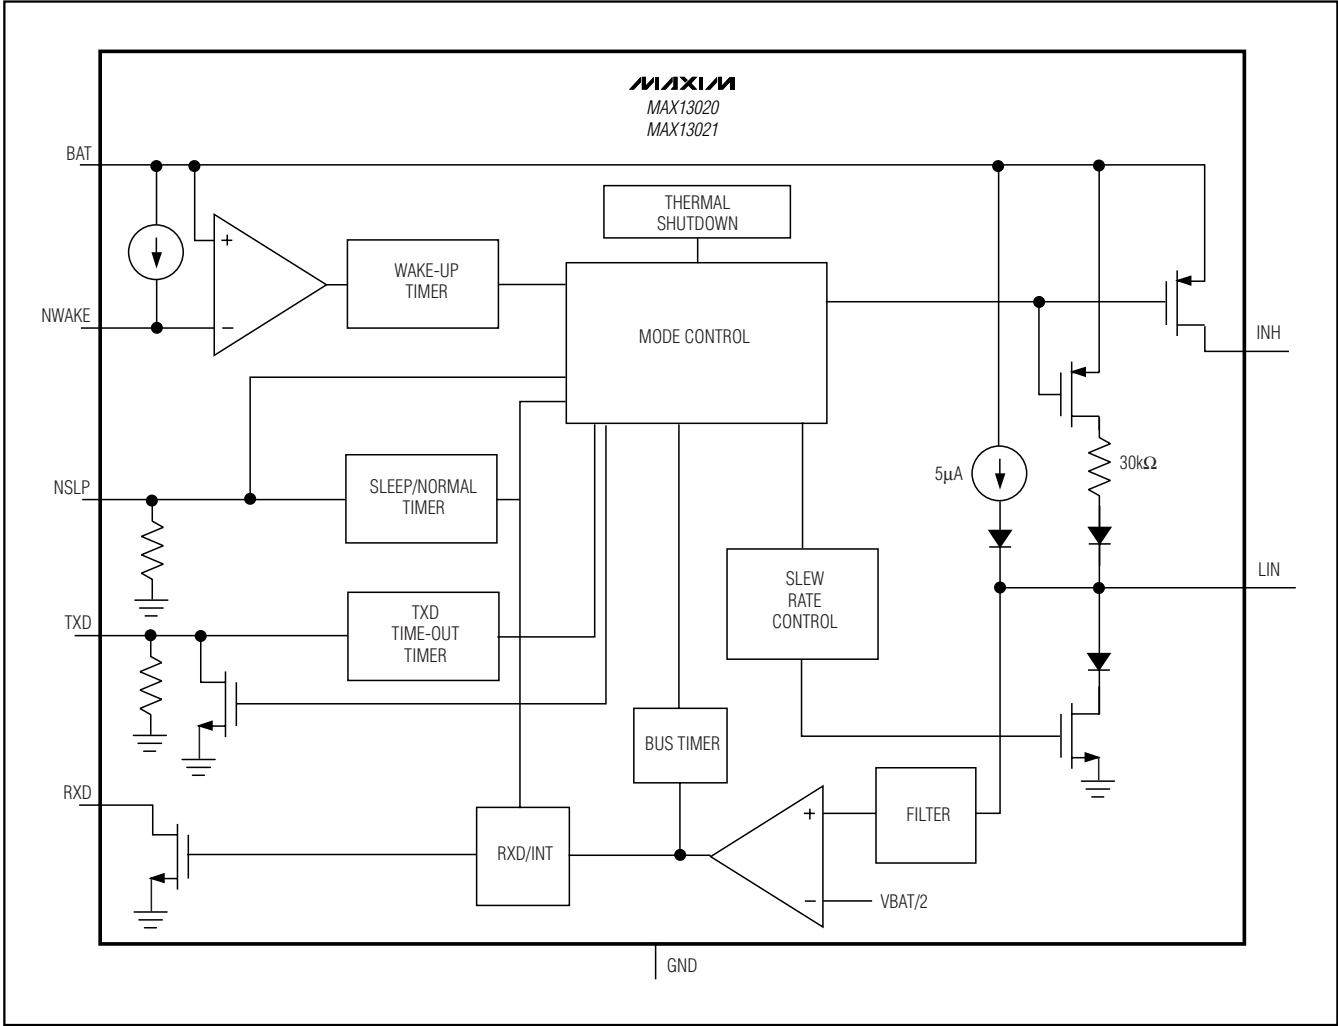 MAXIM
MAX13020
MAX13021
BAT
THERMAL
SHUTDOWN
+
WAKE-UP
TIMER
NWAKE
−
MODE CONTROL
INH
NSLP
SLEEP/NORMAL
TIMER
5µA
30kΩ
LIN
SLEW
RATE
CONTROL
TXD
TXD
TIME-OUT
TIMER
BUS TIMER
RXD
RXD/INT
+
FILTER
−
VBAT/2
GND